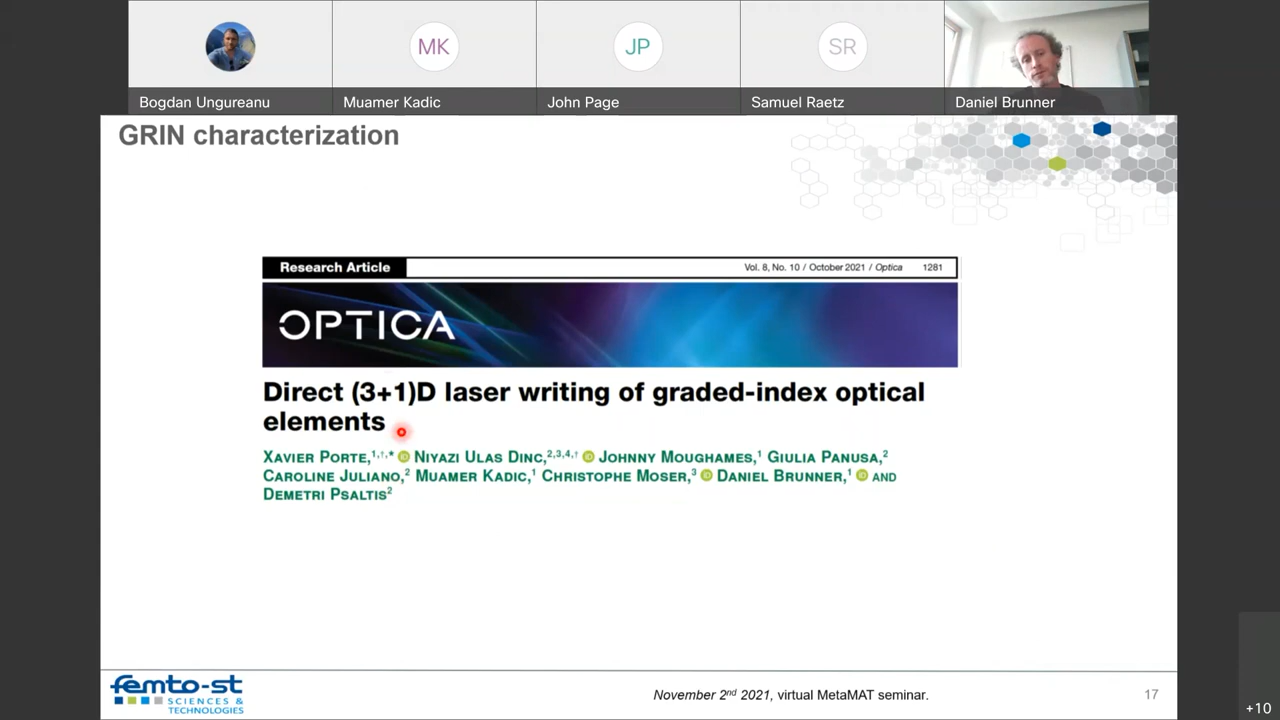 MK
JP
SR
Bogdan Ungureanu
Muamer Kadic
John Page
Samuel Raetz
Daniel Brunner
GRIN characterization
Research Article
Vol. 8, No. 10 / October 2021 / Optica 1281
OPTICA
Direct (3+1)D laser writing of graded-index optical
elements
Xavier Porte,1,†,* iD Niyazi Ulas Dinc,2,3,4,† iD Johnny Moughames,1 Giulia Panusa,2
Caroline Juliano,2 Muamer Kadic,1 Christophe Moser,3 iD Daniel Brunner,1 iD and
Demetri Psaltis2
femto-st
SCIENCES &
TECHNOLOGIES
November 2nd 2021, virtual MetaMAT seminar.
17
+10